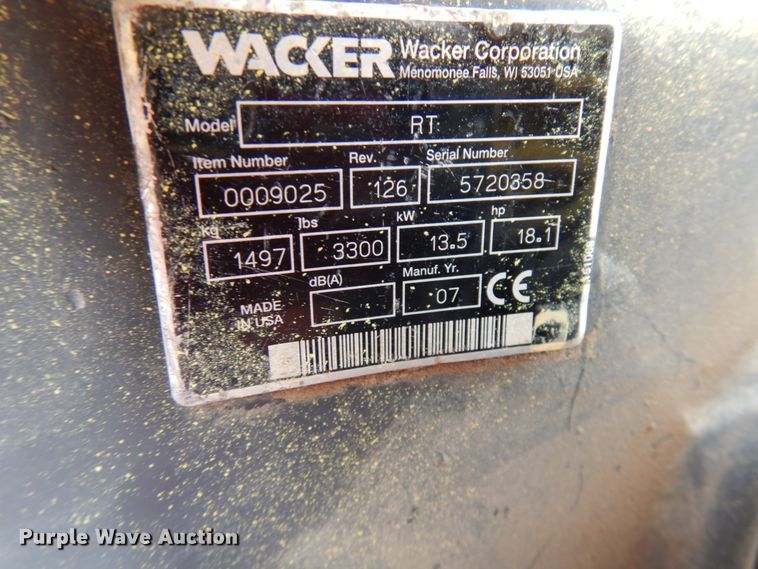 WACKER Wacker Corporation
Menomonee Falls, WI 53051 USA
Model RT
Item Number Rev. Serial Number
0009025 126 5720358
kg lbs kW hp
1497 3300 13.5 18.1
dB(A) Manuf. Yr.
MADE IN USA 07 CE
Purple Wave Auction